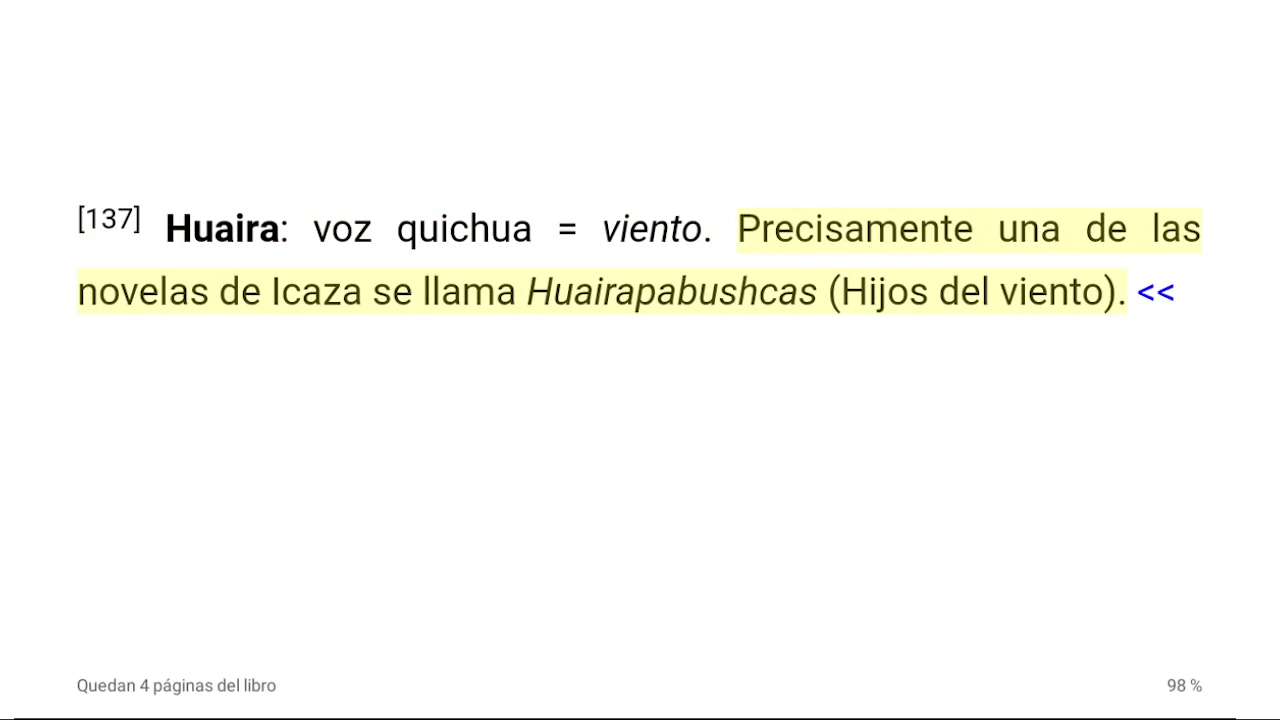 [137] Huaira: voz quichua = viento. Precisamente una de las
novelas de Icaza se llama Huairapabushcas (Hijos del viento). <<
Quedan 4 páginas del libro
98 %